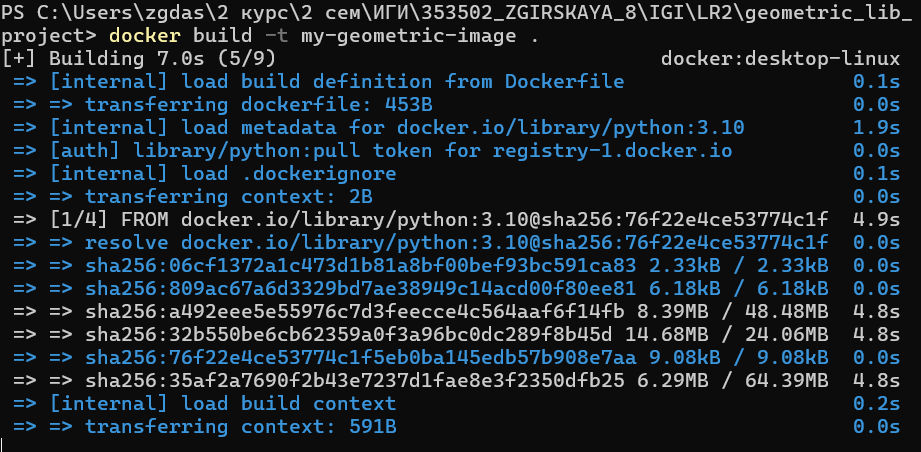 PS C:\Users\zgdas\2 курс\2 сем\ИГИ\353502_ZGIRSKAYA_8\IGI\LR2\geometric_lib_
project> docker build -t my-geometric-image .
[+] Building 7.0s (5/9) docker:desktop-linux
=> [internal] load build definition from Dockerfile 0.1s
=> => transferring dockerfile: 453B 0.0s
=> [internal] load metadata for docker.io/library/python:3.10 1.9s
=> [auth] library/python:pull token for registry-1.docker.io 0.0s
=> [internal] load .dockerignore 0.1s
=> => transferring context: 2B 0.0s
=> [1/4] FROM docker.io/library/python:3.10@sha256:76f22e4ce53774c1f 4.9s
=> => resolve docker.io/library/python:3.10@sha256:76f22e4ce53774c1f 0.0s
=> => sha256:06cf1372a1c473d1b81a8bf00bef93bc591ca83 2.33kB / 2.33kB 0.0s
=> => sha256:809ac67a6d3329bd7ae38949c14acd00f80ee81 6.18kB / 6.18kB 0.0s
=> => sha256:a492eee5e55976c7d3feecce4c564aaf6f14fb 8.39MB / 48.48MB 4.8s
=> => sha256:32b550be6cb62359a0f3a96bc0dc289f8b45d 14.68MB / 24.06MB 4.8s
=> => sha256:76f22e4ce53774c1f5eb0ba145edb57b908e7aa 9.08kB / 9.08kB 0.0s
=> => sha256:35af2a7690f2b43e7237d1fae8e3f2350dfb25 6.29MB / 64.39MB 4.8s
=> [internal] load build context 0.2s
=> => transferring context: 591B 0.0s